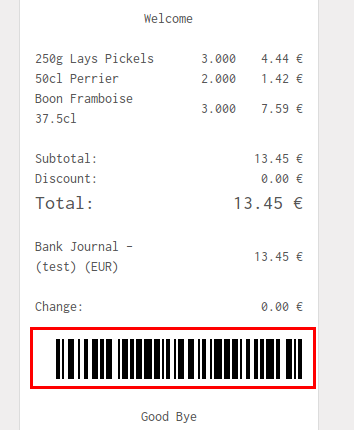 Welcome
250g Lays Pickels 3.000 4.44 €
50cl Perrier 2.000 1.42 €
Boon Framboise
37.5cl 3.000 7.59 €
Subtotal: 13.45 €
Discount: 0.00 €
Total: 13.45 €
Bank Journal -
(test) (EUR) 13.45 €
Change: 0.00 €
Good Bye